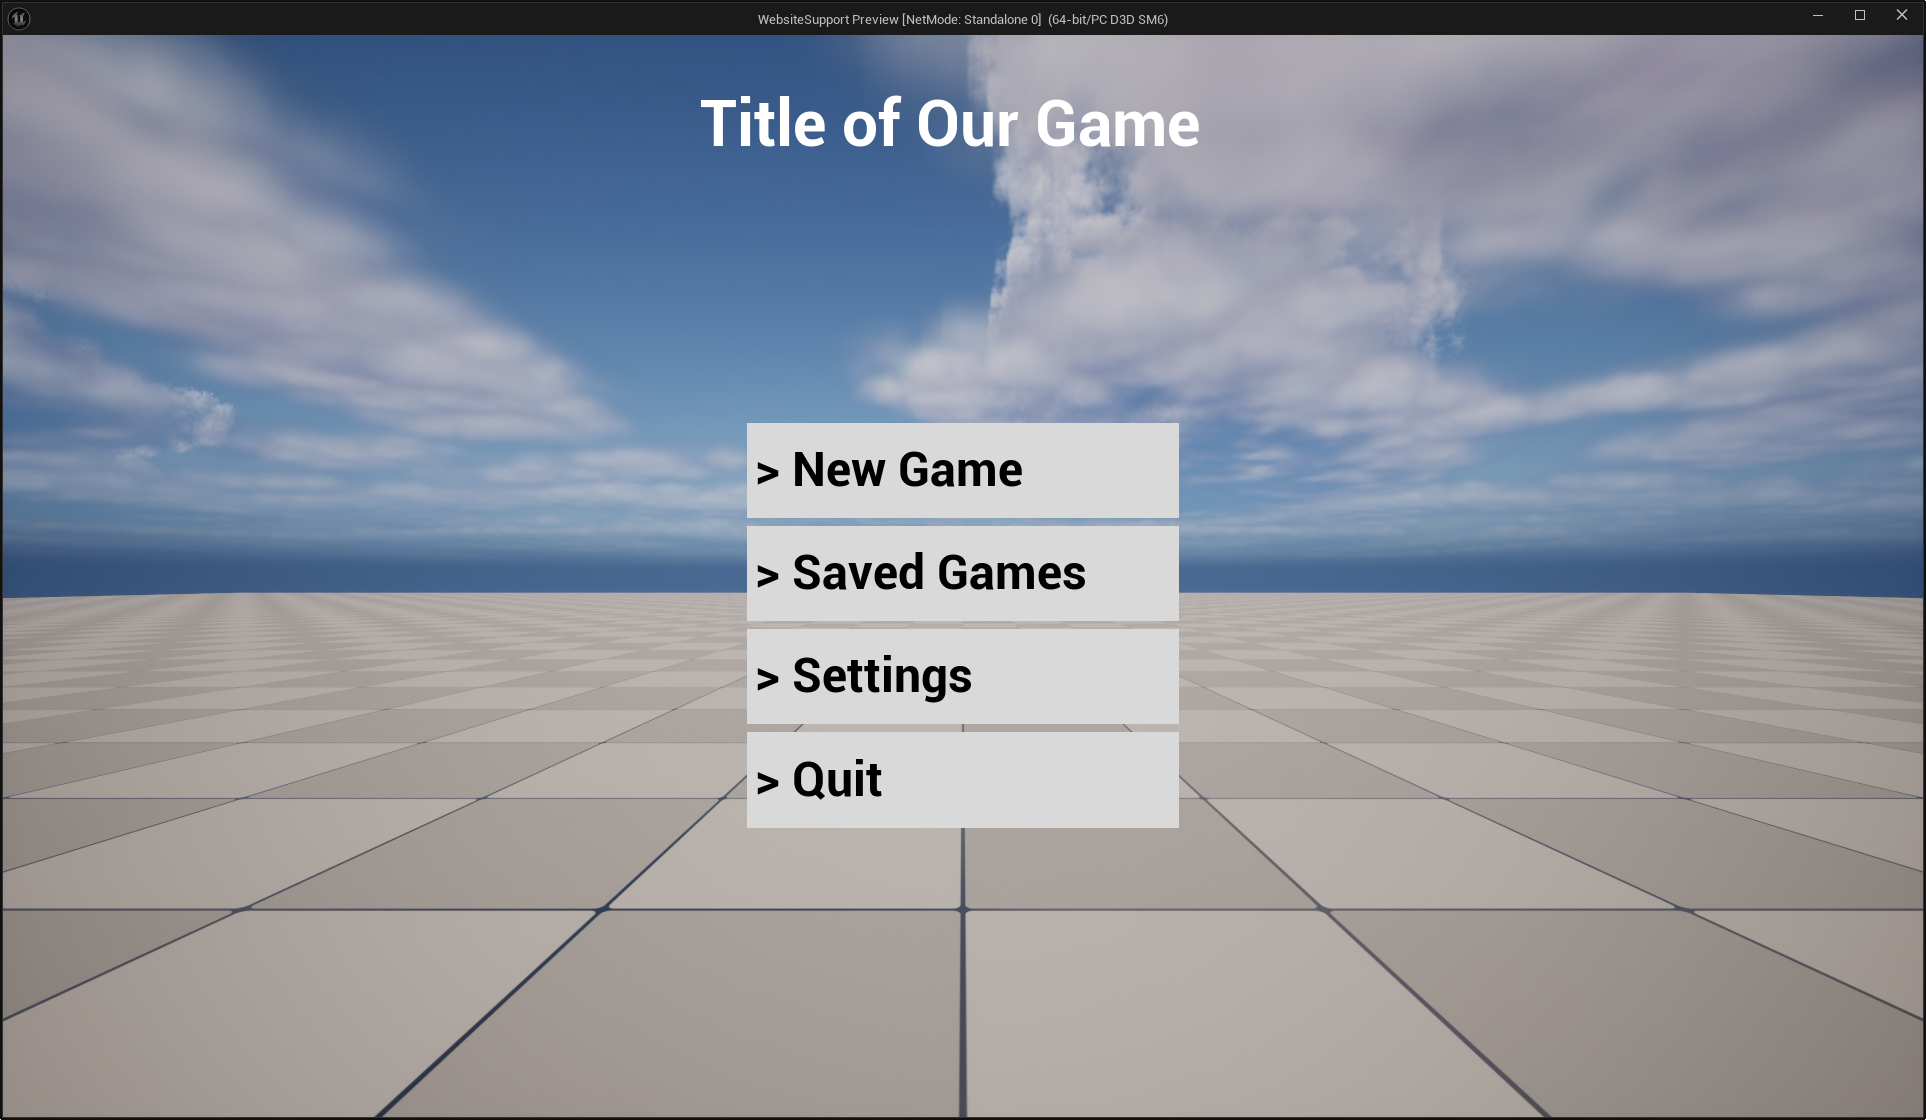 WebsiteSupport Preview [NetMode: Standalone 0] (64-bit/PC D3D SM6)
Title of Our Game
> New Game
> Saved Games
> Settings
> Quit